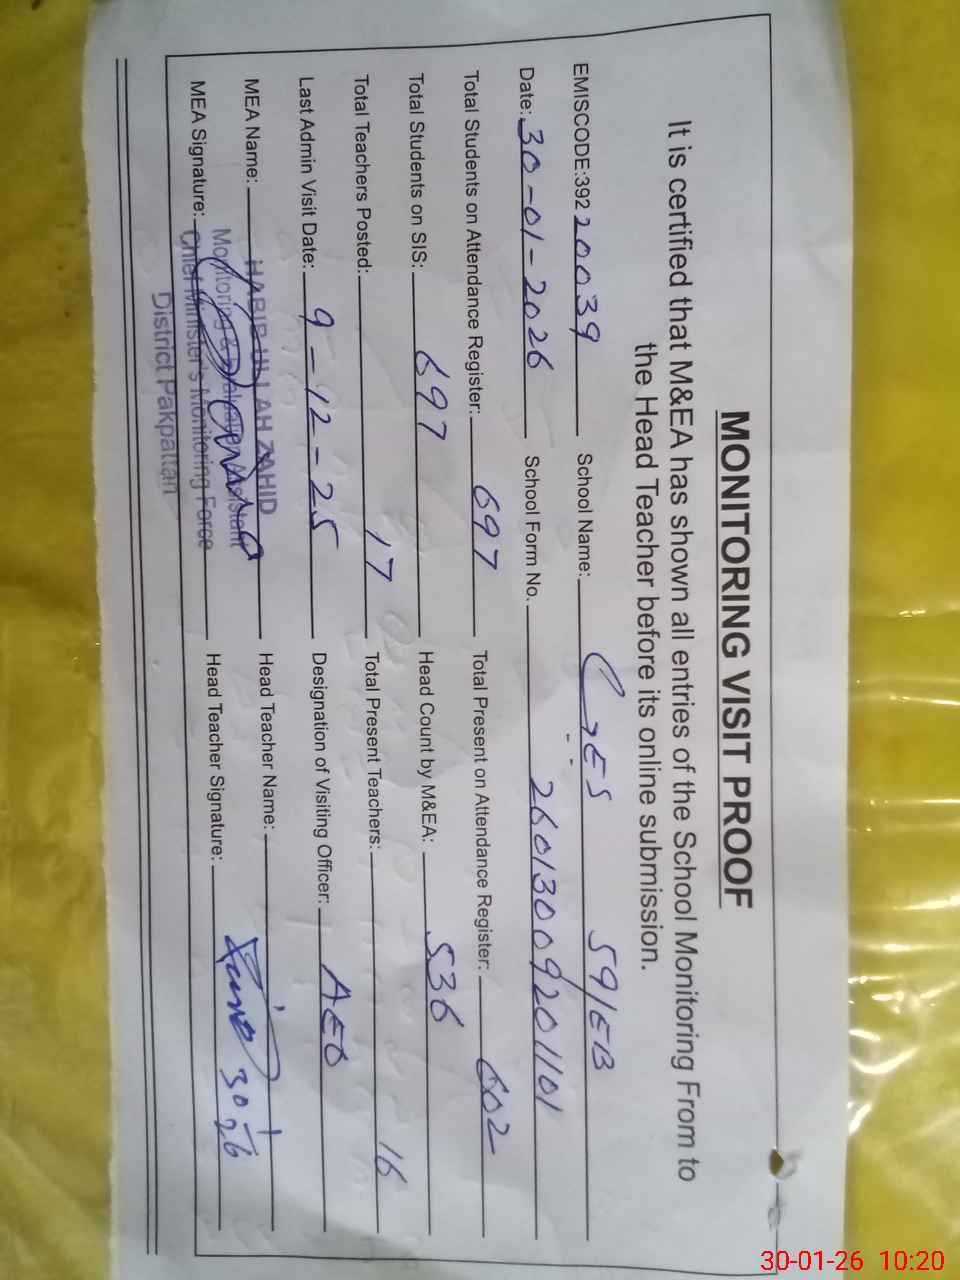 MONITORING VISIT PROOF
It is certified that M&EA has shown all entries of the School Monitoring From to
the Head Teacher before its online submission.
EMISCODE:392 20039 School Name: GES 59/EB
Date: 30-01-2026 School Form No. 26013009201101
Total Students on Attendance Register: 697 Total Present on Attendance Register: 602
Total Students on SIS: 697 Head Count by M&EA: 536
Total Teachers Posted: 17 Total Present Teachers: 16
Last Admin Visit Date: 9-12-25 Designation of Visiting Officer: AEO
MEA Name: HABIB ULLAH ZAHID Head Teacher Name:
Monitoring & Evaluation Assistant
MEA Signature: Chief Minister's Monitoring Force Head Teacher Signature:
District Pakpattan
30-01-26 10:20